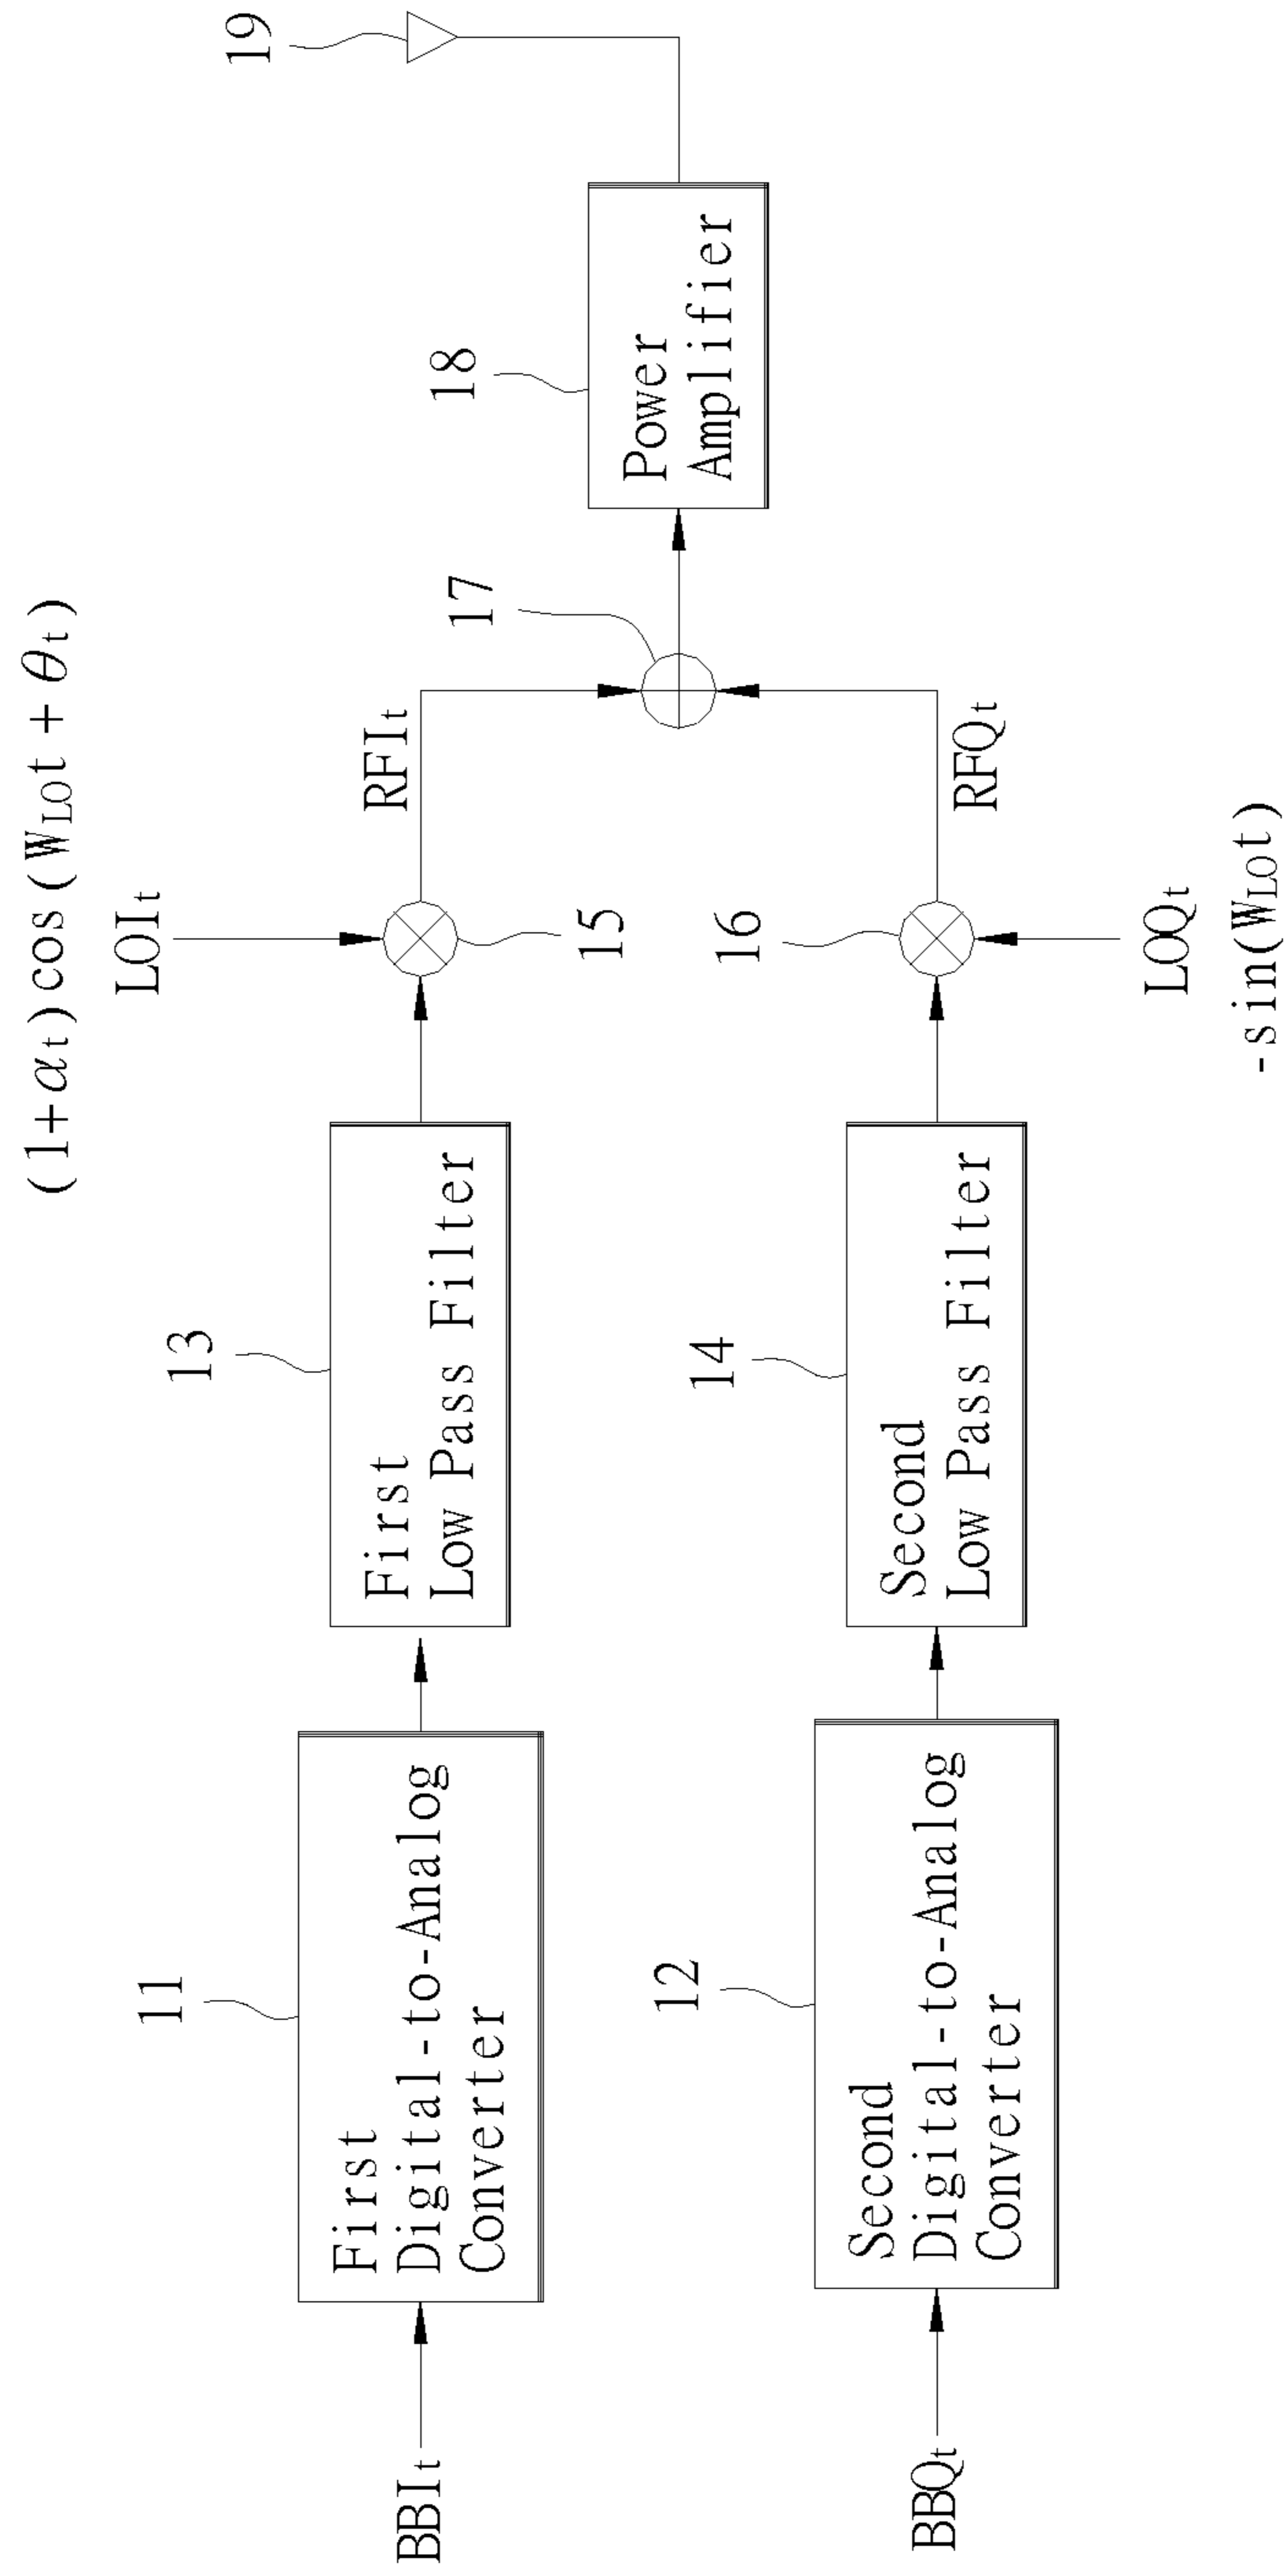 (1+αt)cos(WLOt+θt)
LOIt
19
11
13
15
RFIt
17
18
BBIt
First
Digital-to-Analog
Converter
First
Low Pass Filter
Power
Amplifier
12
14
16
RFQt
BBQt
Second
Digital-to-Analog
Converter
Second
Low Pass Filter
LOQt
-sin(WLOt)